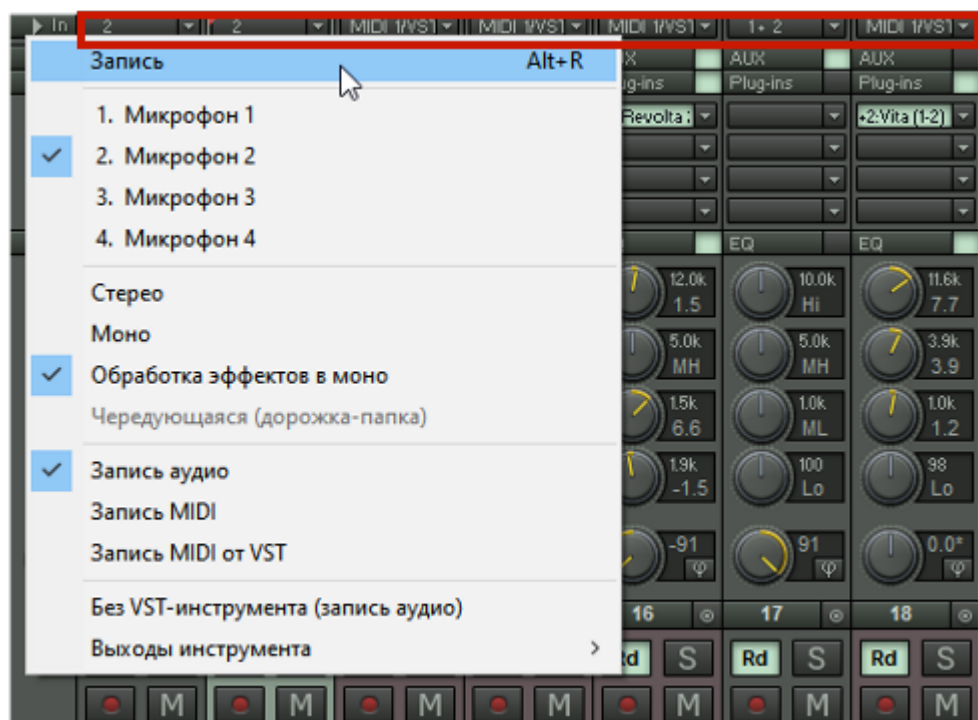 In 2 2 MIDI 1/VST MIDI 1/VST MIDI 1/VST 1+ 2 MIDI 1/VST
Запись Alt+R
AUX AUX
Plug-ins Plug-ins
1. Микрофон 1
Revolta +2:Vita (1-2)
2. Микрофон 2
3. Микрофон 3
4. Микрофон 4
EQ EQ
Стерео
12.0k 10.0k 11.6k
1.5 Hi 7.7
Моно
5.0k 5.0k 3.9k
MH MH 3.9
Обработка эффектов в моно
Чередующаяся (дорожка-папка)
1.5k 1.0k 1.0k
6.6 ML 1.2
Запись аудио
1.9k 100 98
-1.5 Lo Lo
Запись MIDI
Запись MIDI от VST
-91 91 0.0*
φ φ φ
Без VST-инструмента (запись аудио)
16 17 18
Выходы инструмента
Rd S Rd S Rd S
M M M M M M M